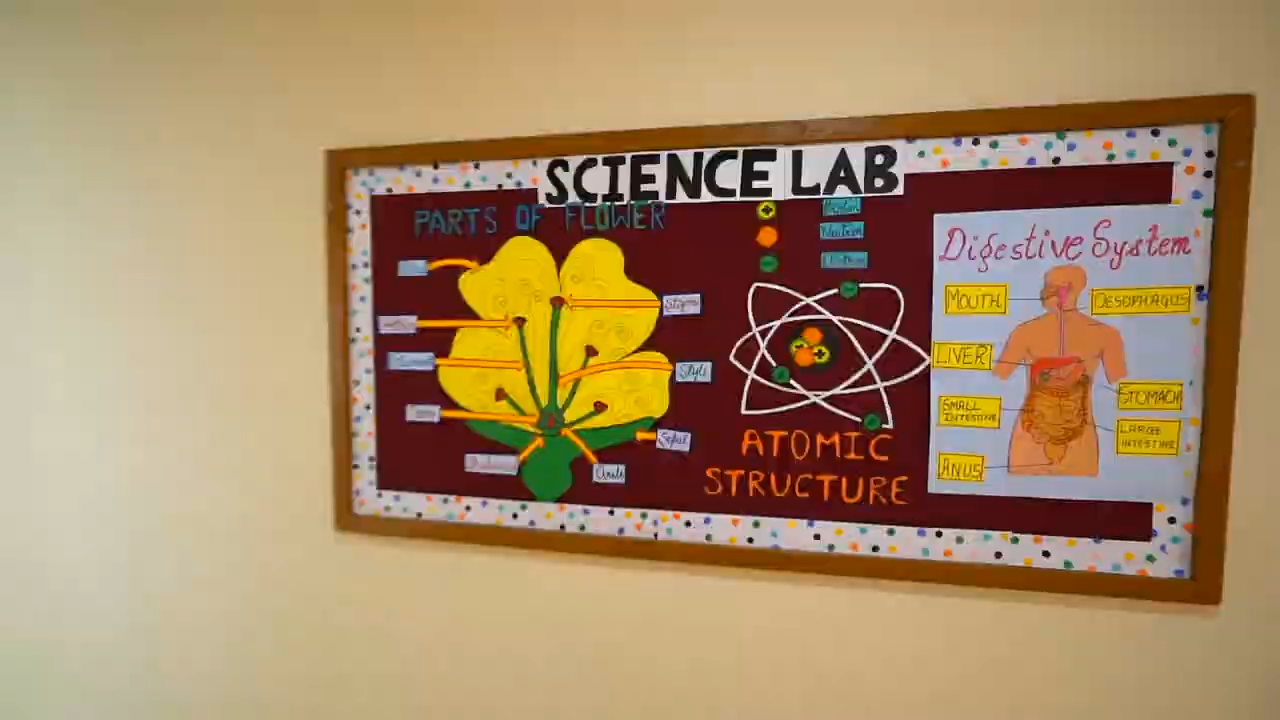 SCIENCE LAB
PARTS OF FLOWER
Stigma
Style
Sepal
Neutron
ATOMIC
STRUCTURE
Digestive System
MOUTH
OESOPHAGUS
LIVER
STOMACH
SMALL
INTESTINE
LARGE
INTESTINE
ANUS